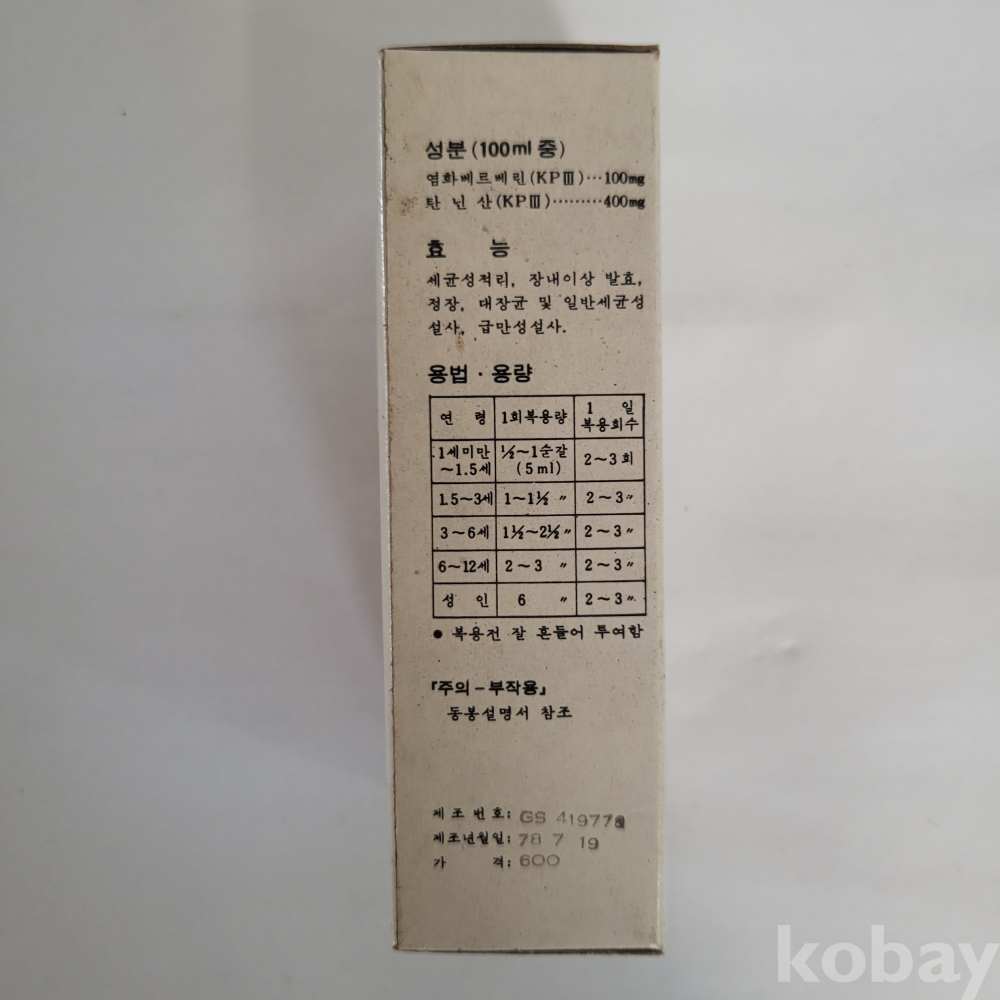 성분(100ml 중)
염화베르베린(KPⅢ)…100mg
탄 닌 산(KPⅢ)………400mg
효 능
세균성적리, 장내이상 발효,
정장, 대장균 및 일반세균성
설사, 급만성설사.
용법·용량
연 령 1회복용량 1 일 복용회수
1세미만~1.5세 ½~1순갈(5ml) 2~3회
1.5~3세 1~1½ 〃 2~3〃
3~6세 1½~2½〃 2~3〃
6~12세 2~3 〃 2~3〃
성 인 6 〃 2~3〃
● 복용전 잘 흔들어 투여함
「주의-부작용」
동봉설명서 참조
제조 번호: GS 419778
제조년월일: 78 7 19
가 격: 600
kobay